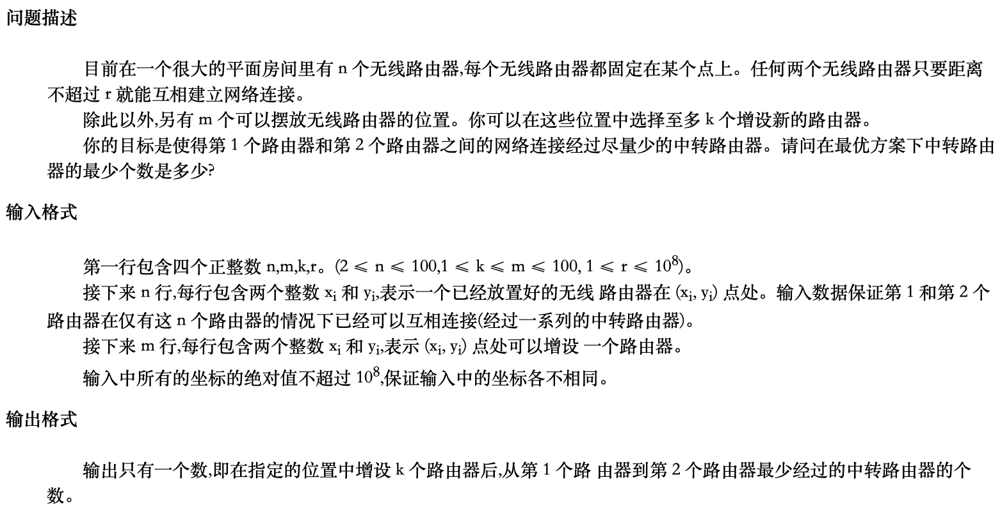 问题描述
目前在一个很大的平面房间里有 n 个无线路由器,每个无线路由器都固定在某个点上。任何两个无线路由器只要距离
不超过 r 就能互相建立网络连接。
除此以外,另有 m 个可以摆放无线路由器的位置。你可以在这些位置中选择至多 k 个增设新的路由器。
你的目标是使得第 1 个路由器和第 2 个路由器之间的网络连接经过尽量少的中转路由器。请问在最优方案下中转路由
器的最少个数是多少?
输入格式
第一行包含四个正整数 n,m,k,r。(2 ≤ n ≤ 100,1 ≤ k ≤ m ≤ 100, 1 ≤ r ≤ 10⁸)。
接下来 n 行,每行包含两个整数 xᵢ 和 yᵢ,表示一个已经放置好的无线 路由器在 (xᵢ, yᵢ) 点处。输入数据保证第 1 和第 2 个
路由器在仅有这 n 个路由器的情况下已经可以互相连接(经过一系列的中转路由器)。
接下来 m 行,每行包含两个整数 xᵢ 和 yᵢ,表示 (xᵢ, yᵢ) 点处可以增设 一个路由器。
输入中所有的坐标的绝对值不超过 10⁸,保证输入中的坐标各不相同。
输出格式
输出只有一个数,即在指定的位置中增设 k 个路由器后,从第 1 个路 由器到第 2 个路由器最少经过的中转路由器的个
数。